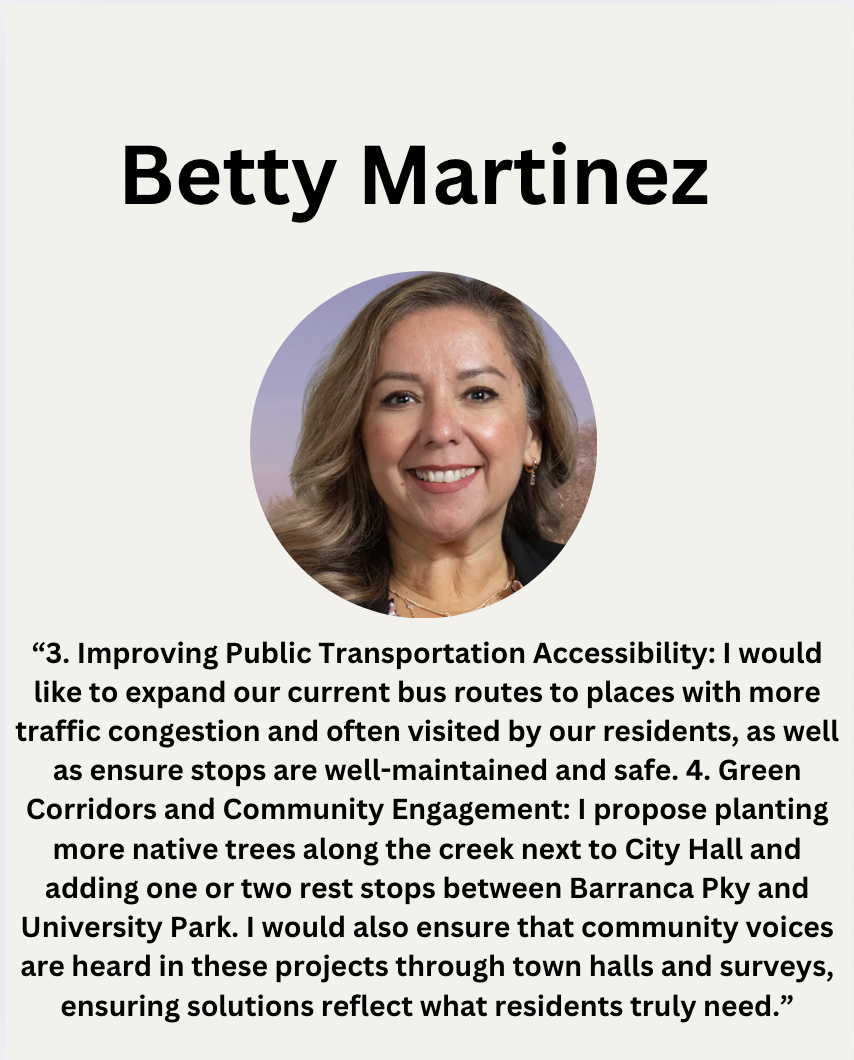 Betty Martinez
“3. Improving Public Transportation Accessibility: I would
like to expand our current bus routes to places with more
traffic congestion and often visited by our residents, as well
as ensure stops are well-maintained and safe. 4. Green
Corridors and Community Engagement: I propose planting
more native trees along the creek next to City Hall and
adding one or two rest stops between Barranca Pky and
University Park. I would also ensure that community voices
are heard in these projects through town halls and surveys,
ensuring solutions reflect what residents truly need.”